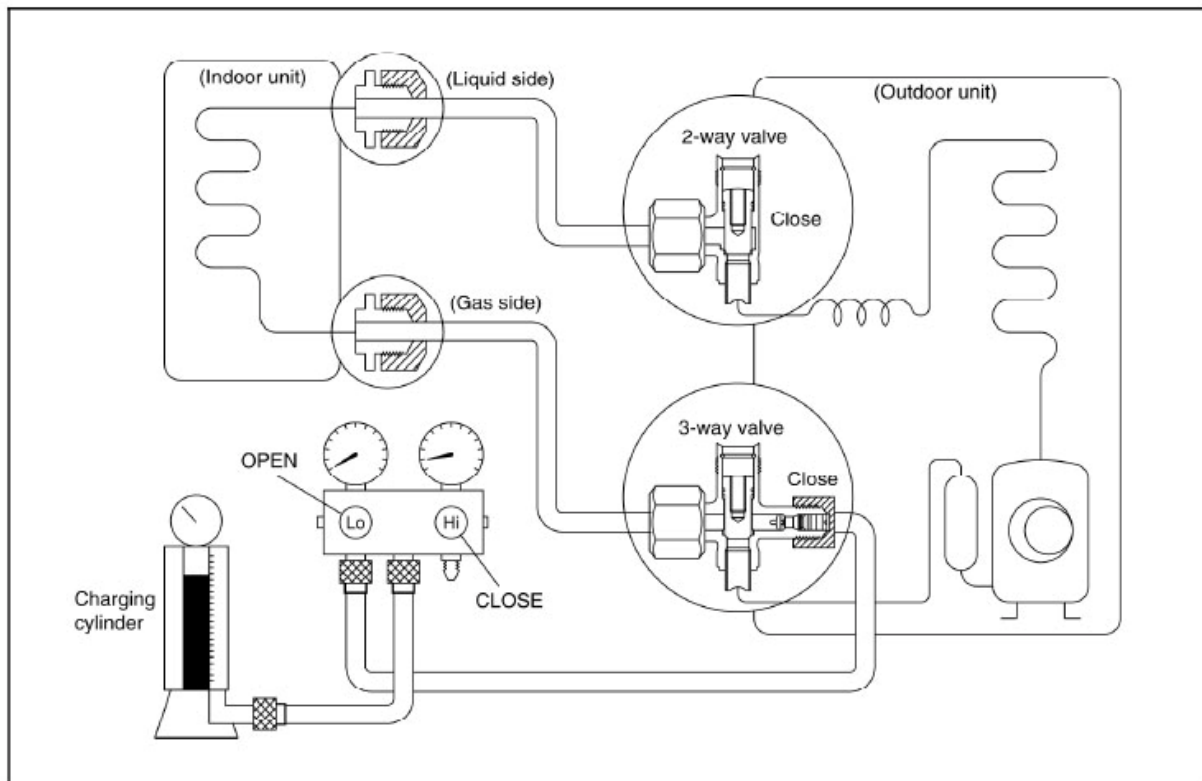 (Indoor unit)
(Liquid side)
(Outdoor unit)
2-way valve
Close
(Gas side)
3-way valve
Close
OPEN
Lo
Hi
CLOSE
Charging
cylinder